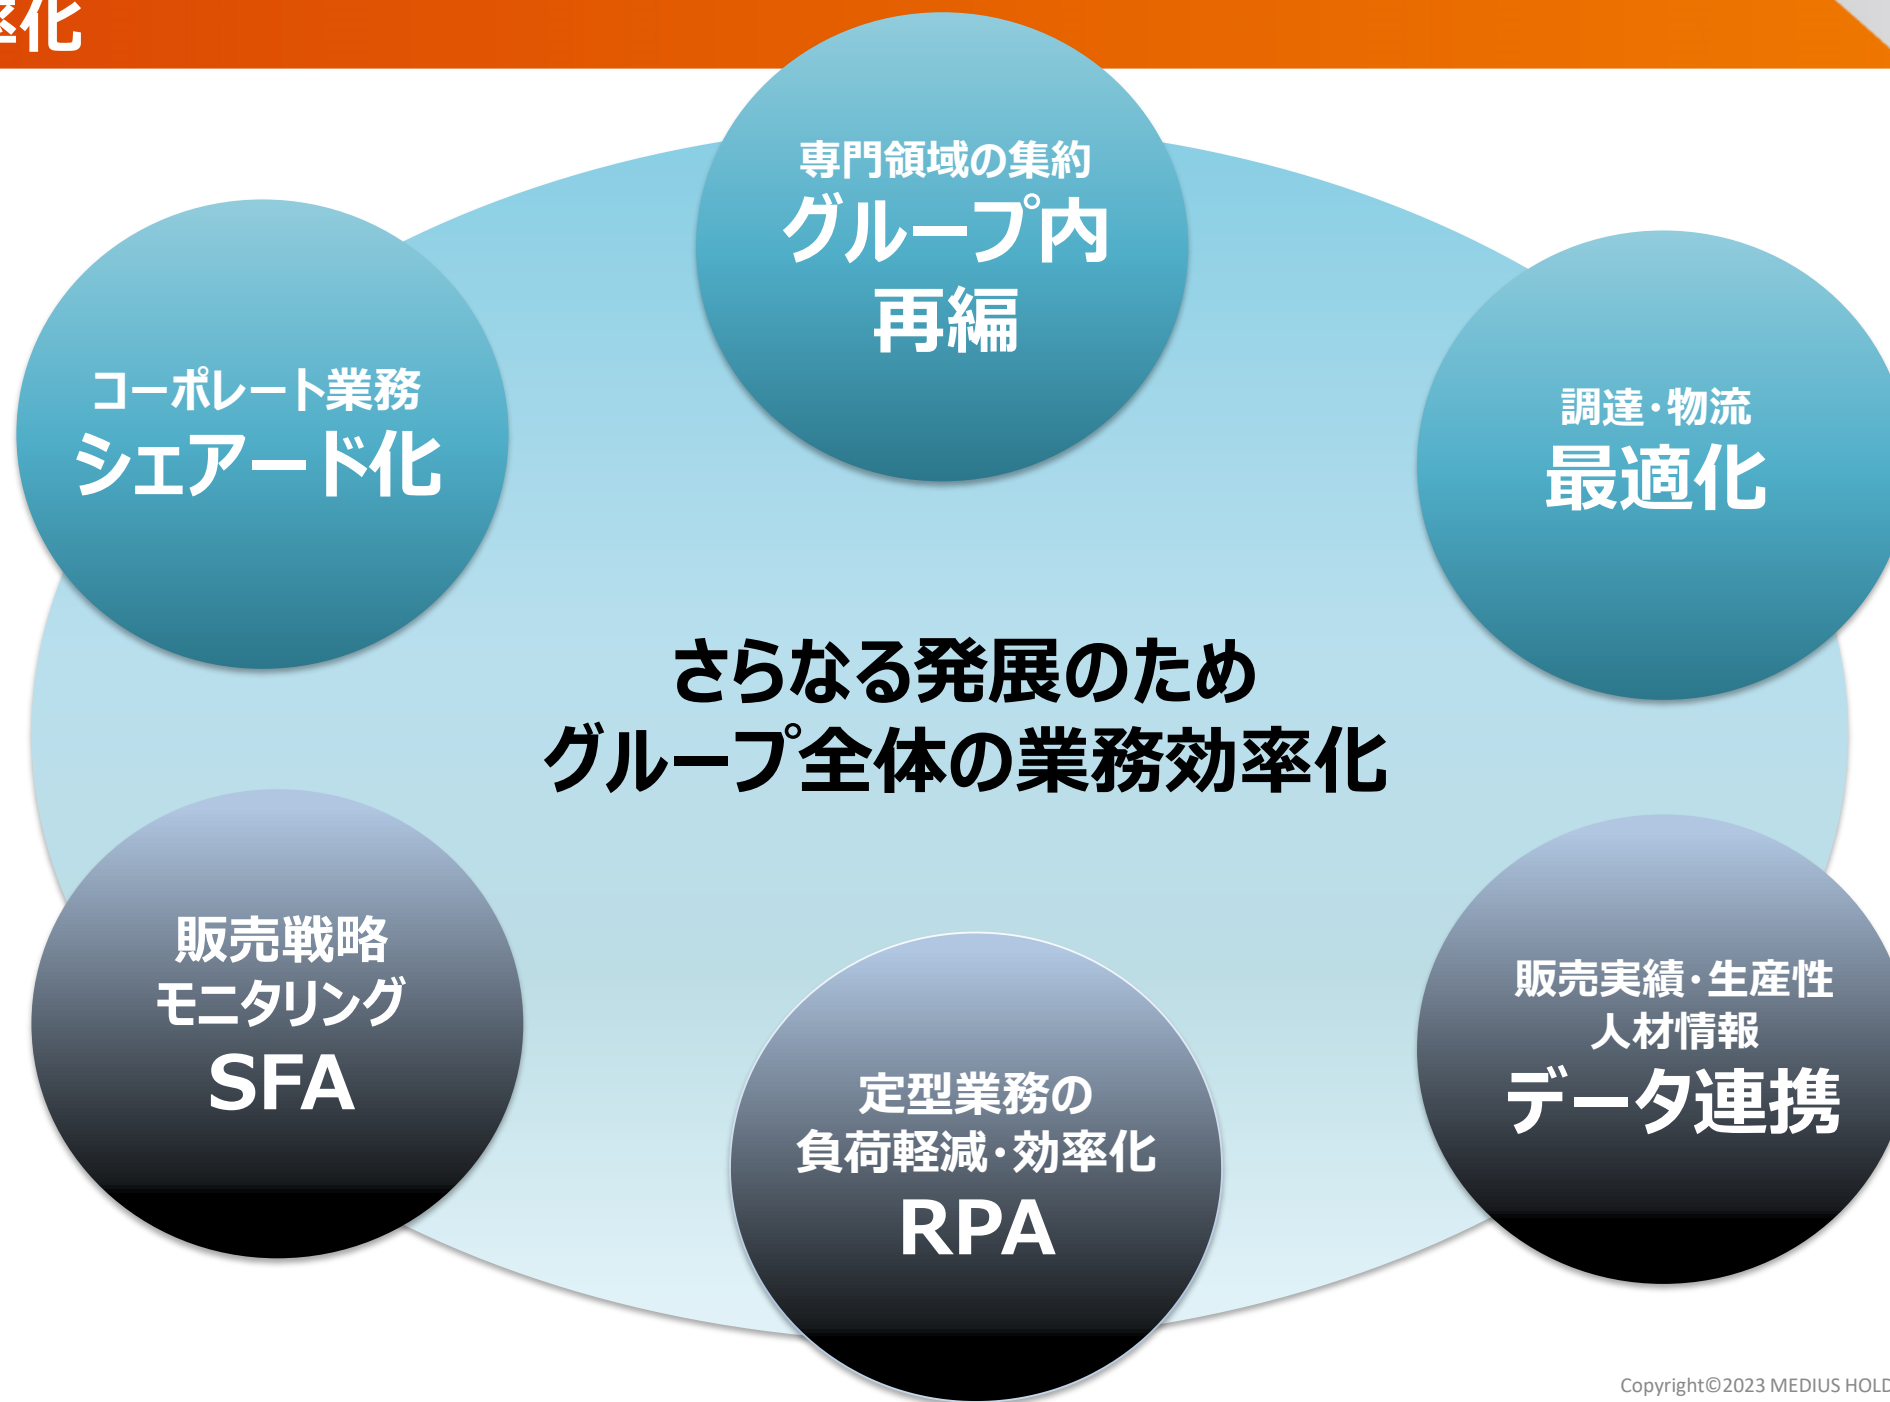 率化
専門領域の集約
グループ内
再編
コーポレート業務
シェアード化
調達・物流
最適化
さらなる発展のため
グループ全体の業務効率化
販売戦略
モニタリング
SFA
定型業務の
負荷軽減・効率化
RPA
販売実績・生産性
人材情報
データ連携
Copyright©2023 MEDIUS HOLD